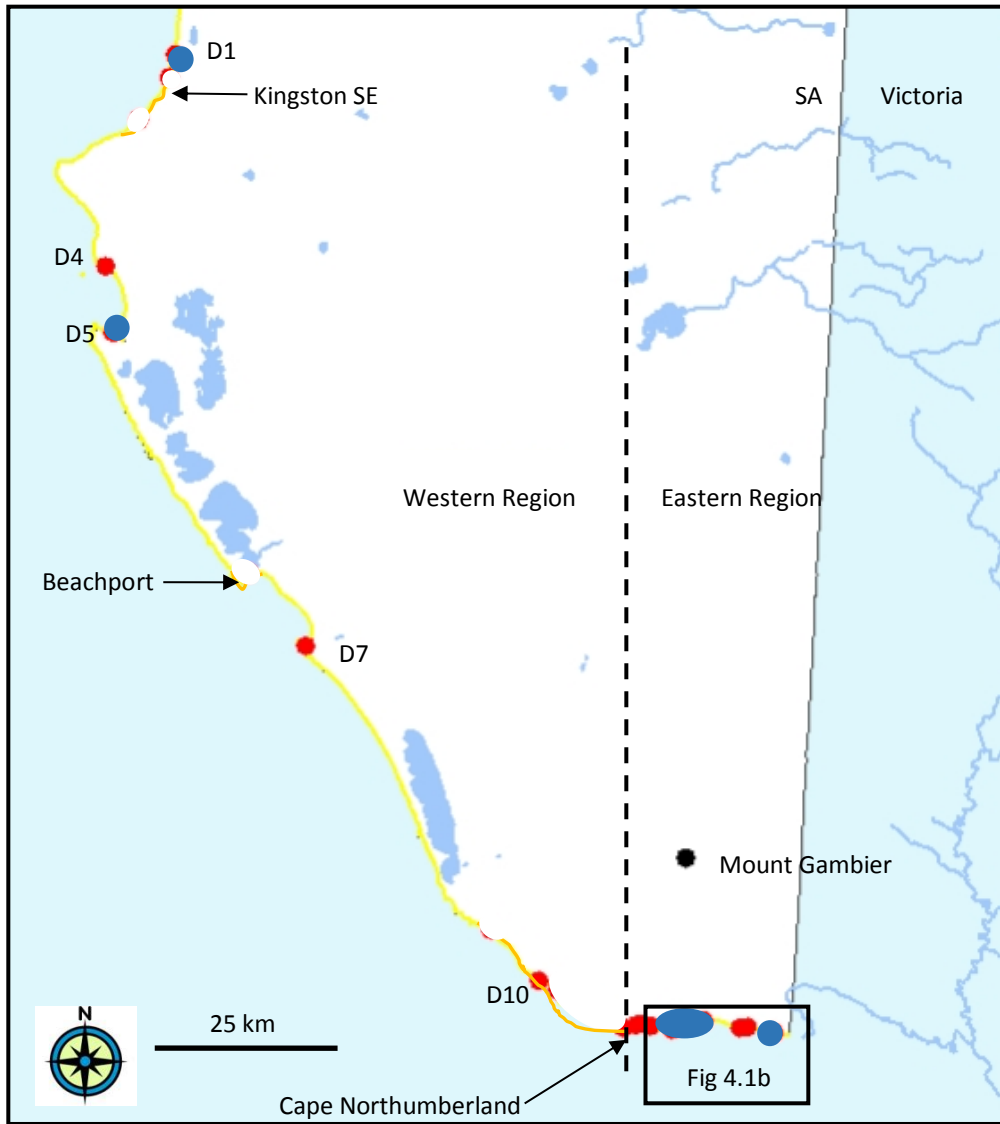 D1
Kingston SE
SA
Victoria
D4
D5
Western Region
Eastern Region
Beachport
D7
Mount Gambier
D10
N
25 km
Fig 4.1b
Cape Northumberland